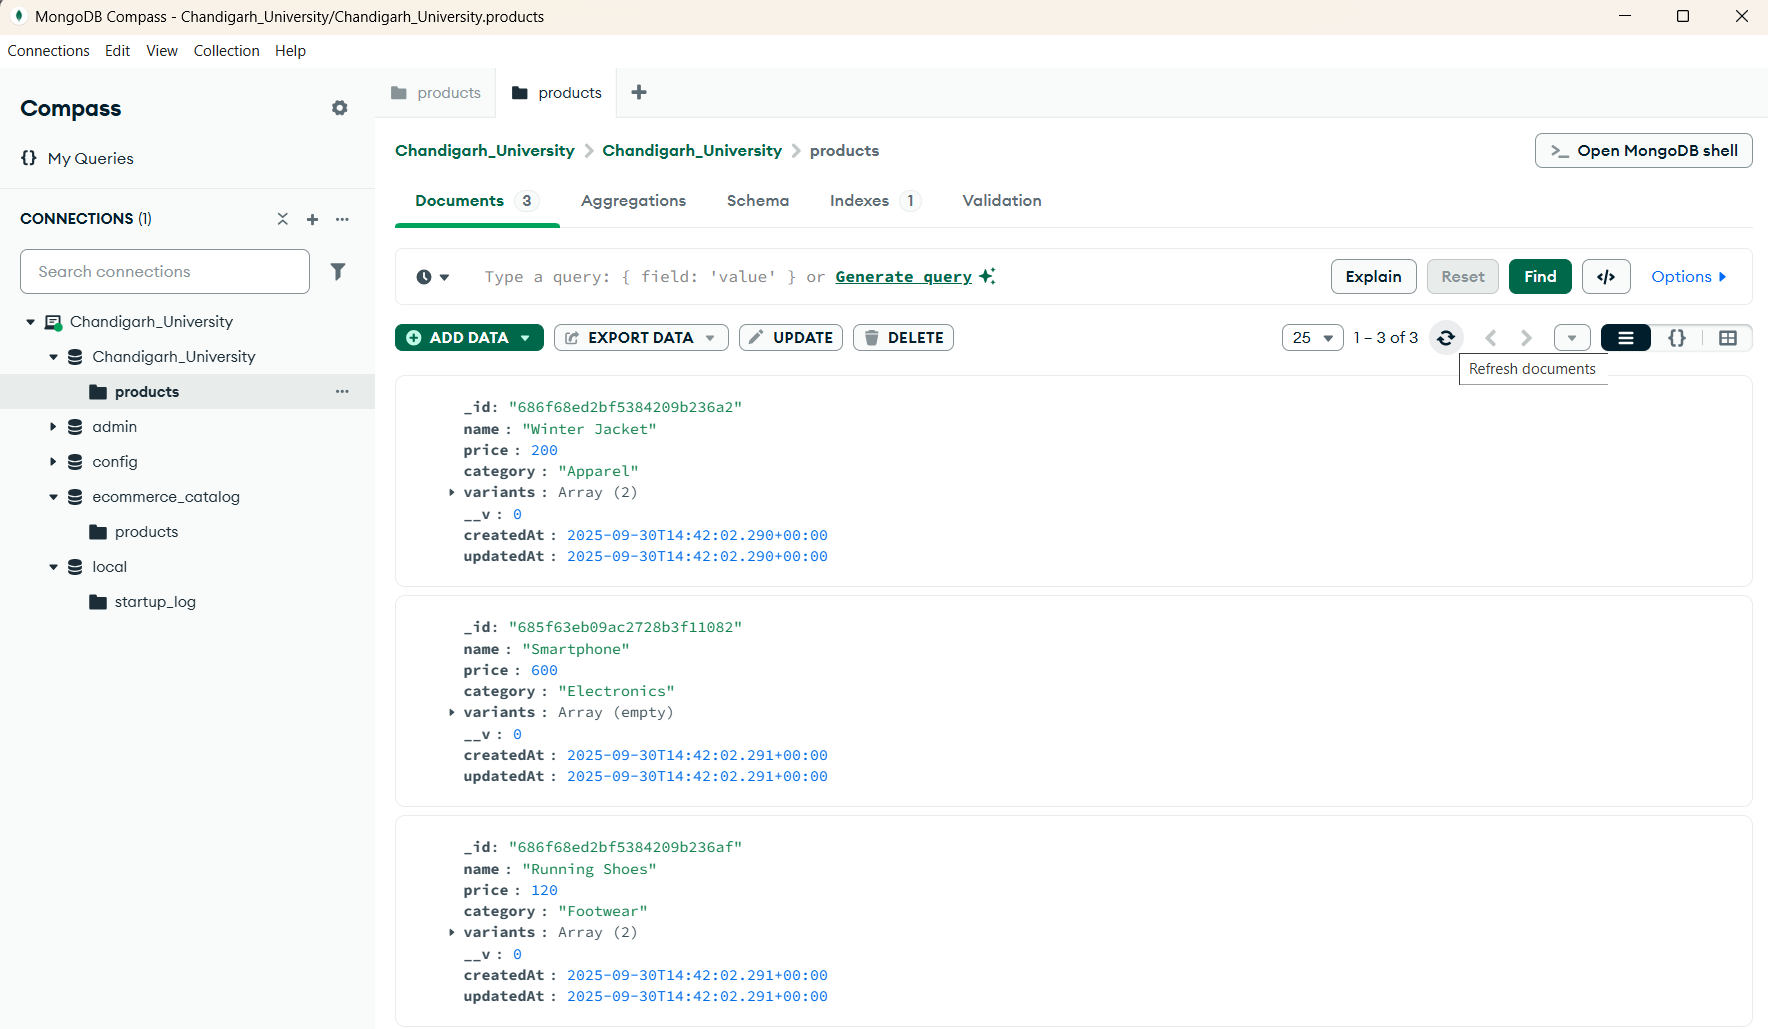 MongoDB Compass - Chandigarh_University/Chandigarh_University.products
Connections Edit View Collection Help
Compass
{} My Queries
CONNECTIONS (1)
Search connections
Chandigarh_University
Chandigarh_University
products
admin
config
ecommerce_catalog
products
local
startup_log
products products
Chandigarh_University > Chandigarh_University > products
>_ Open MongoDB shell
Documents 3 Aggregations Schema Indexes 1 Validation
Type a query: { field: 'value' } or Generate query
Explain Reset Find </> Options
ADD DATA EXPORT DATA UPDATE DELETE
25 1 – 3 of 3 {}
Refresh documents
_id: "686f68ed2bf5384209b236a2"
name : "Winter Jacket"
price : 200
category : "Apparel"
variants : Array (2)
__v : 0
createdAt : 2025-09-30T14:42:02.290+00:00
updatedAt : 2025-09-30T14:42:02.290+00:00
_id: "685f63eb09ac2728b3f11082"
name : "Smartphone"
price : 600
category : "Electronics"
variants : Array (empty)
__v : 0
createdAt : 2025-09-30T14:42:02.291+00:00
updatedAt : 2025-09-30T14:42:02.291+00:00
_id: "686f68ed2bf5384209b236af"
name : "Running Shoes"
price : 120
category : "Footwear"
variants : Array (2)
__v : 0
createdAt : 2025-09-30T14:42:02.291+00:00
updatedAt : 2025-09-30T14:42:02.291+00:00